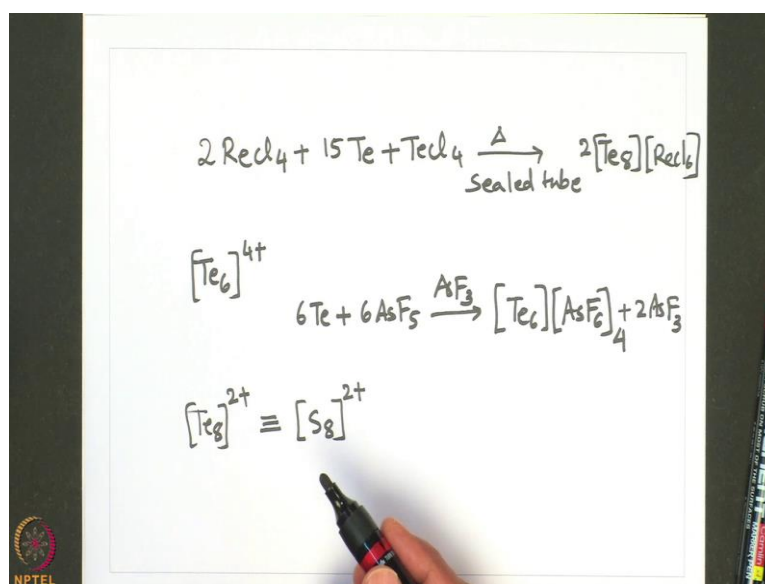 2 ReCl4 + 15 Te + TeCl4 —Δ→ 2[Te8][ReCl6]
Sealed tube
[Te6]4+
6Te + 6AsF5 —AsF3→ [Te6][AsF6]4 + 2AsF3
[Te8]2+ ≡ [S8]2+
NPTEL